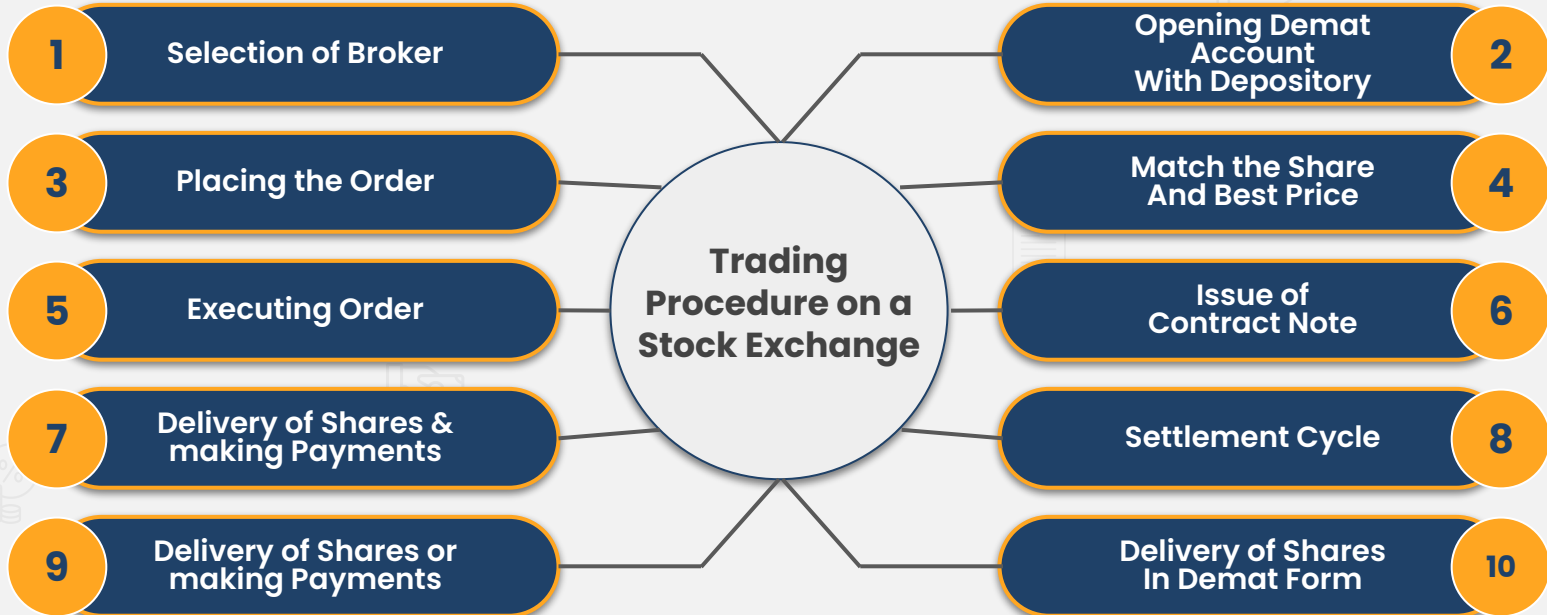 1
Selection of Broker
Opening Demat
Account
With Depository
2
3
Placing the Order
Match the Share
And Best Price
4
5
Executing Order
Trading
Procedure on a
Stock Exchange
Issue of
Contract Note
6
7
Delivery of Shares &
making Payments
Settlement Cycle
8
9
Delivery of Shares or
making Payments
Delivery of Shares
In Demat Form
10